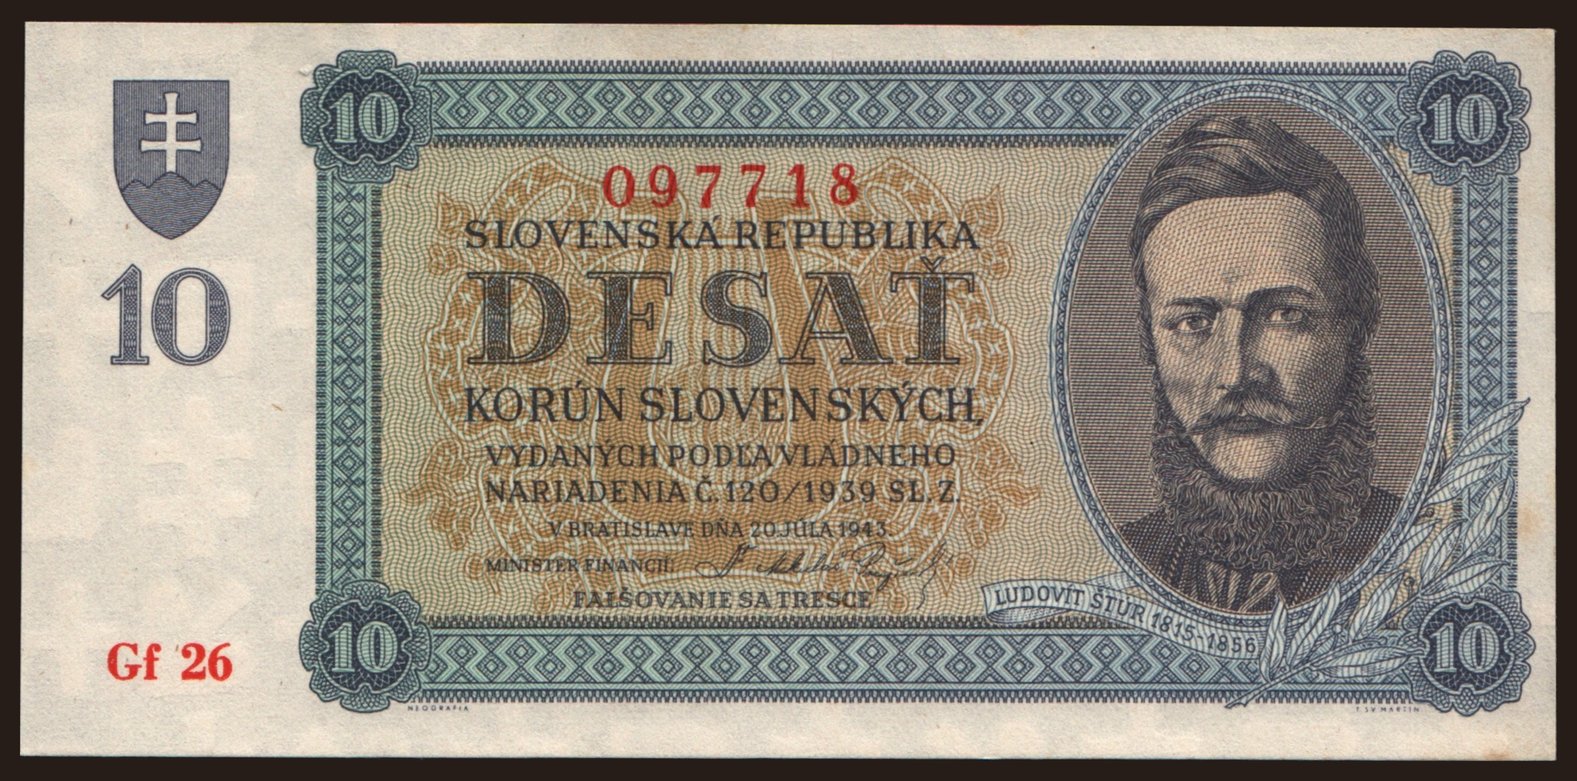 10
10
097718
SLOVENSKÁ REPUBLIKA
10
DESAŤ
KORÚN SLOVENSKÝCH,
VYDANÝCH PODĽA VLÁDNEHO
NARIADENIA Č. 120/1939 SL. Z.
V BRATISLAVE DŇA 20. JÚLA 1943.
MINISTER FINANCIÍ:
FALŠOVANIE SA TRESCE
ĽUDOVÍT ŠTÚR 1815-1856
Gf 26
10
10
NEOGRAFIA
T. SV. MARTIN